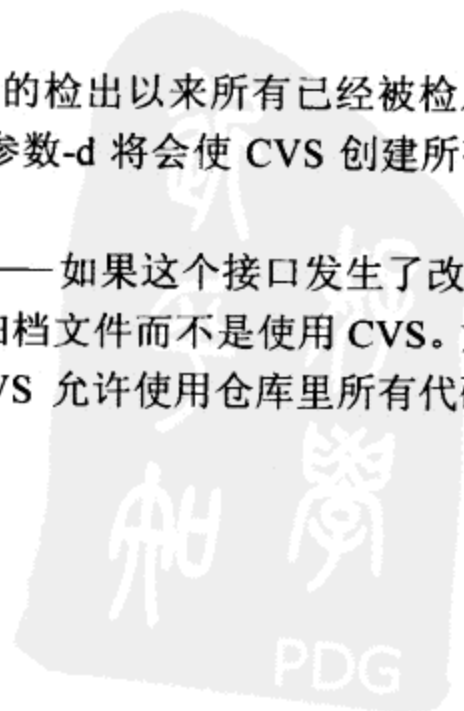 的检出以来所有已经被检
参数-d 将会使 CVS 创建所
——如果这个接口发生了改
归档文件而不是使用 CVS。
VS 允许使用仓库里所有代
PDG